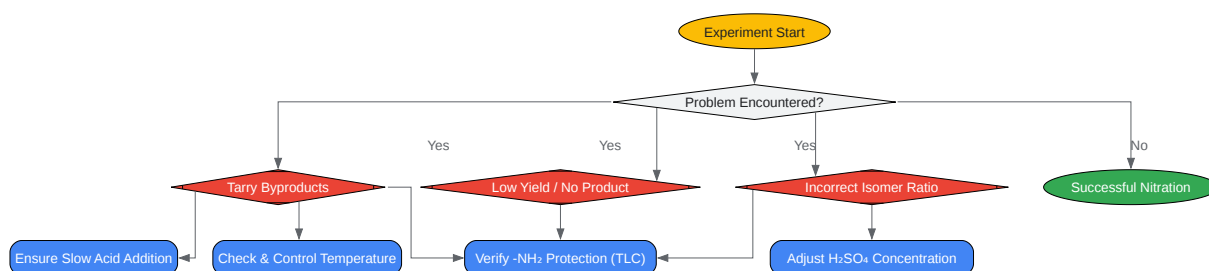 Experiment Start
Problem Encountered?
Yes
Yes
Yes
No
Tarry Byproducts
Low Yield / No Product
Incorrect Isomer Ratio
Successful Nitration
Ensure Slow Acid Addition
Check & Control Temperature
Verify -NH₂ Protection (TLC)
Adjust H₂SO₄ Concentration